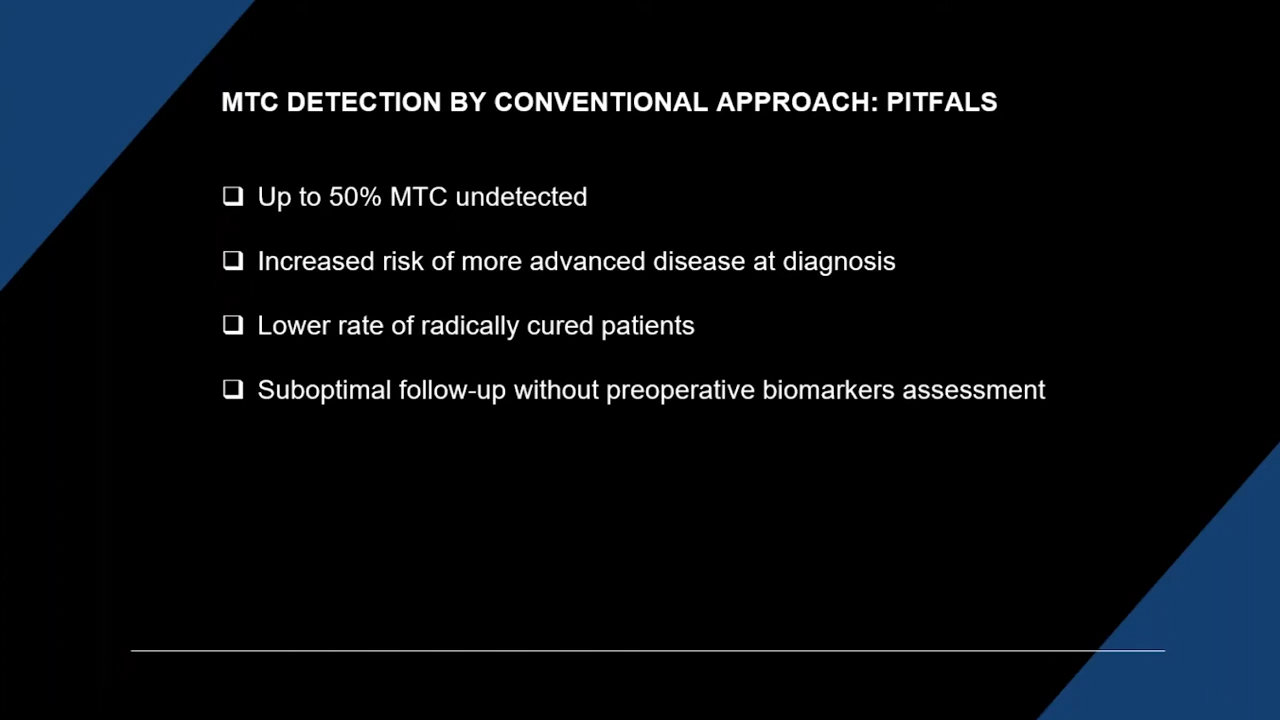 MTC DETECTION BY CONVENTIONAL APPROACH: PITFALS
❑ Up to 50% MTC undetected
❑ Increased risk of more advanced disease at diagnosis
❑ Lower rate of radically cured patients
❑ Suboptimal follow-up without preoperative biomarkers assessment